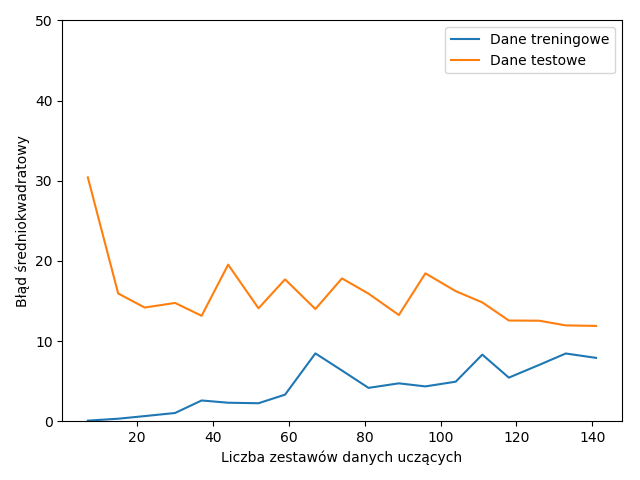 50
40
30
20
10
0
Błąd średniokwadratowy
Dane treningowe
Dane testowe
20 40 60 80 100 120 140
Liczba zestawów danych uczących